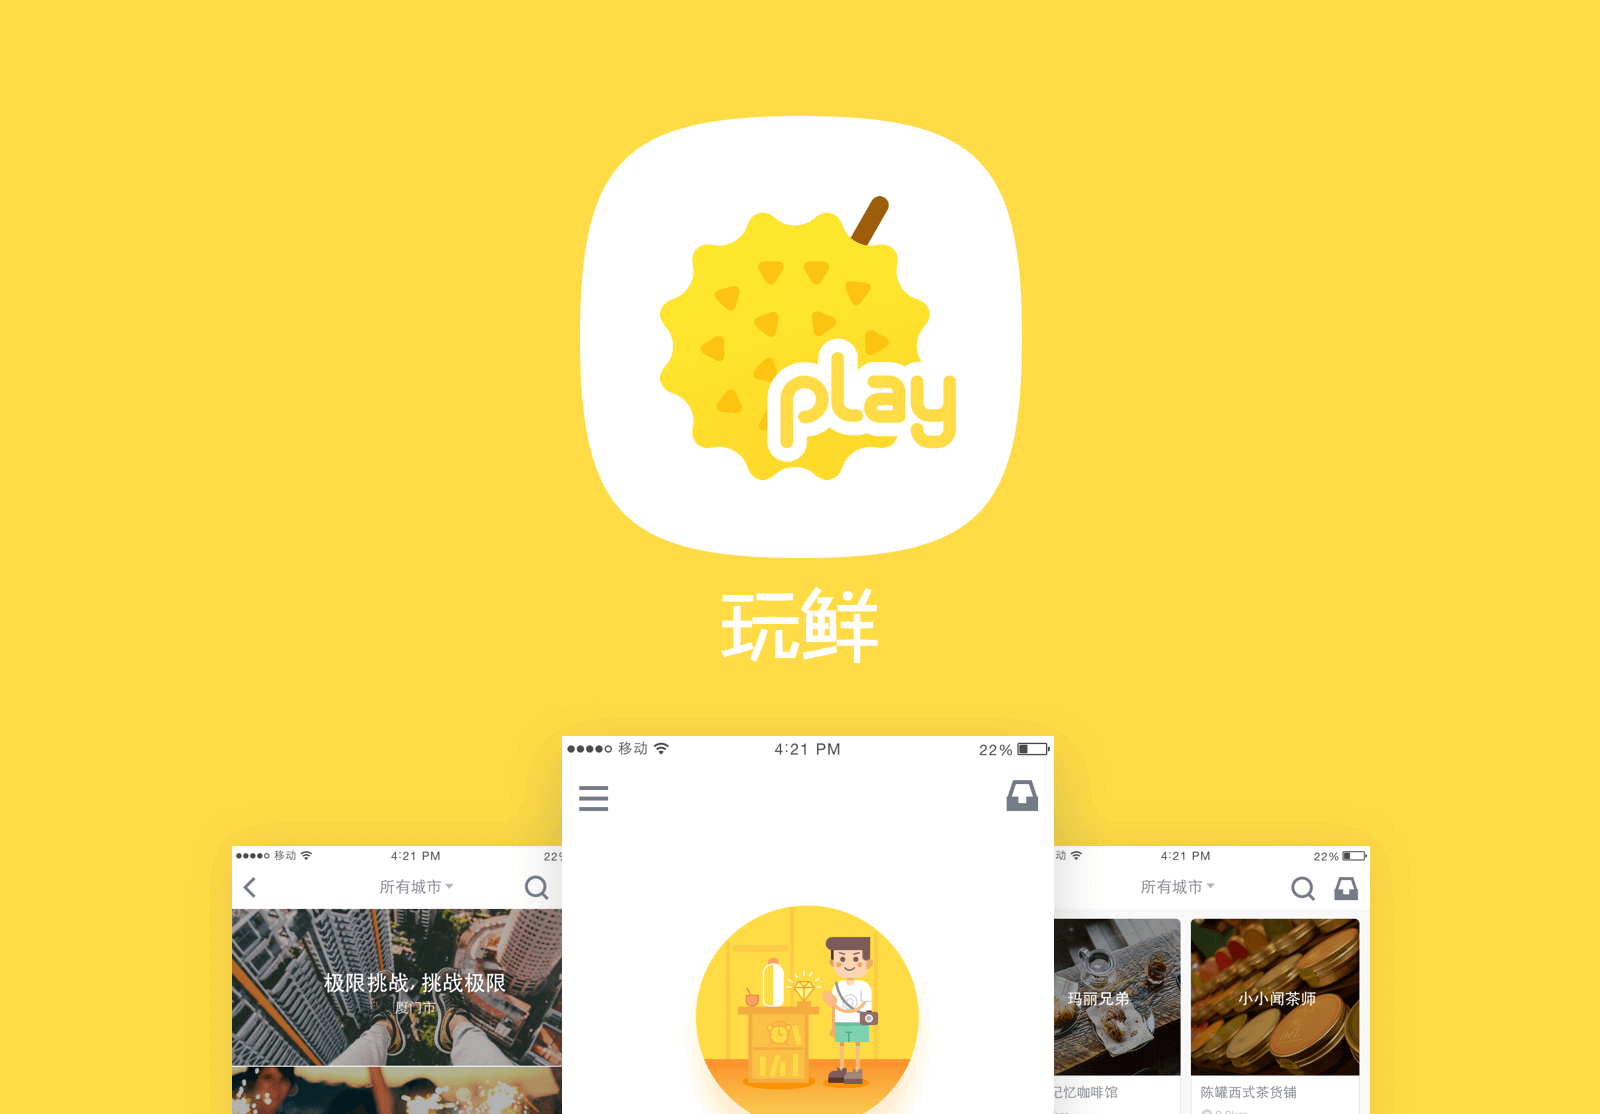 play
玩鲜
移动 4:21 PM 22%
移动 4:21 PM 22
所有城市
极限挑战，挑战极限
厦门市
动 4:21 PM 22%
所有城市
玛丽兄弟
小小闻茶师
记忆咖啡馆
陈罐西式茶货铺